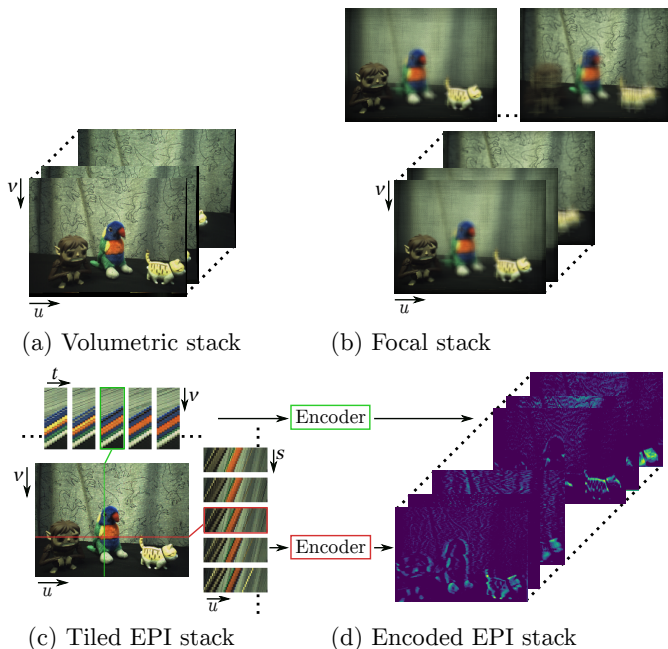 v
u
(a) Volumetric stack
v
u
(b) Focal stack
t
v
Encoder
s
v
Encoder
u
u
(c) Tiled EPI stack
(d) Encoded EPI stack